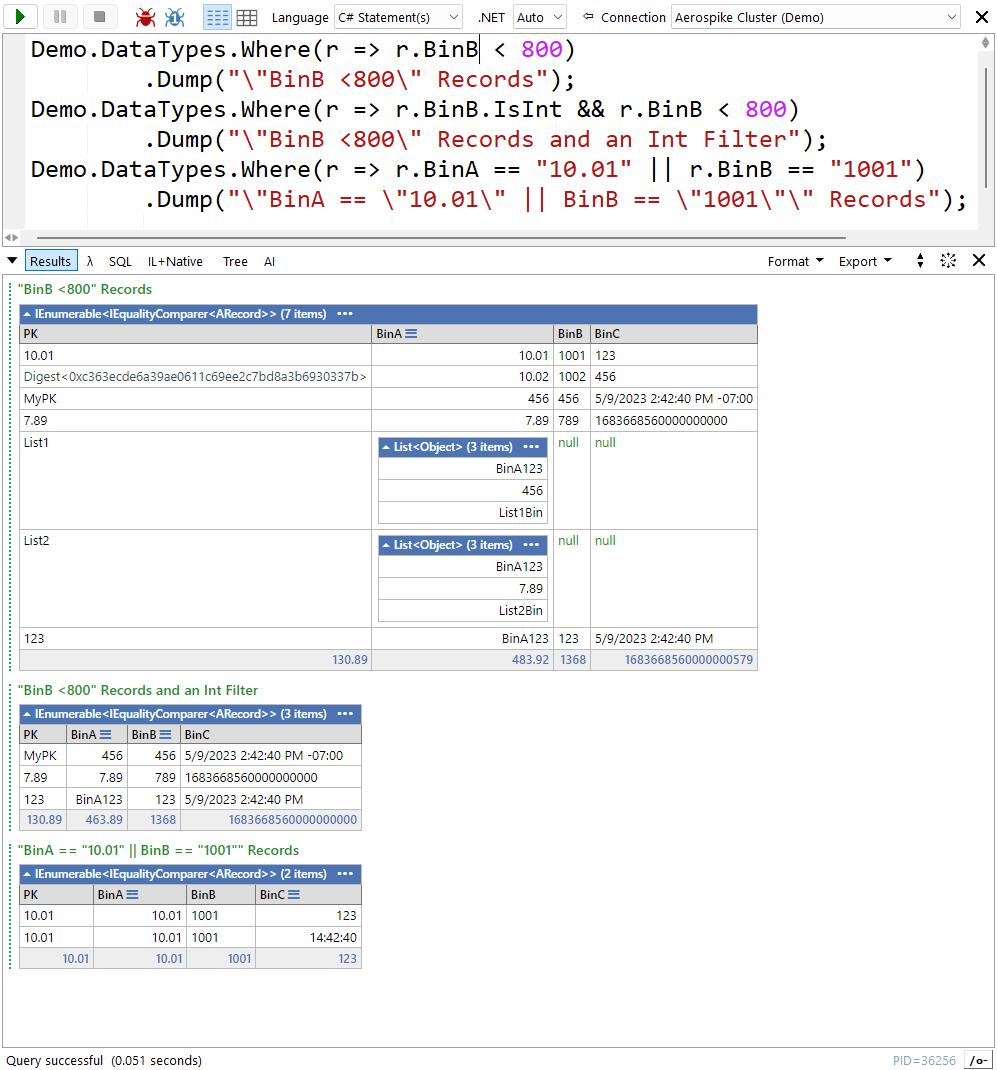 Language C# Statement(s) .NET Auto Connection Aerospike Cluster (Demo)
Demo.DataTypes.Where(r => r.BinB < 800)
.Dump("\"BinB <800\" Records");
Demo.DataTypes.Where(r => r.BinB.IsInt && r.BinB < 800)
.Dump("\"BinB <800\" Records and an Int Filter");
Demo.DataTypes.Where(r => r.BinA == "10.01" || r.BinB == "1001")
.Dump("\"BinA == \"10.01\" || BinB == \"1001\"\" Records");
Results λ SQL IL+Native Tree AI Format Export
"BinB <800" Records
IEnumerable<IEqualityComparer<ARecord>> (7 items) •••
PK BinA BinB BinC
10.01 10.01 1001 123
Digest<0xc363ecde6a39ae0611c69ee2c7bd8a3b6930337b> 10.02 1002 456
MyPK 456 456 5/9/2023 2:42:40 PM -07:00
7.89 7.89 789 1683668560000000000
List1 List<Object> (3 items) ••• null null
BinA123
456
List1Bin
List2 List<Object> (3 items) ••• null null
BinA123
7.89
List2Bin
123 BinA123 123 5/9/2023 2:42:40 PM
130.89 483.92 1368 1683668560000000579
"BinB <800" Records and an Int Filter
IEnumerable<IEqualityComparer<ARecord>> (3 items) •••
PK BinA BinB BinC
MyPK 456 456 5/9/2023 2:42:40 PM -07:00
7.89 7.89 789 1683668560000000000
123 BinA123 123 5/9/2023 2:42:40 PM
130.89 463.89 1368 1683668560000000000
"BinA == "10.01" || BinB == "1001"" Records
IEnumerable<IEqualityComparer<ARecord>> (2 items) •••
PK BinA BinB BinC
10.01 10.01 1001 123
10.01 10.01 1001 14:42:40
10.01 10.01 1001 123
Query successful (0.051 seconds) PID=36256 /o-